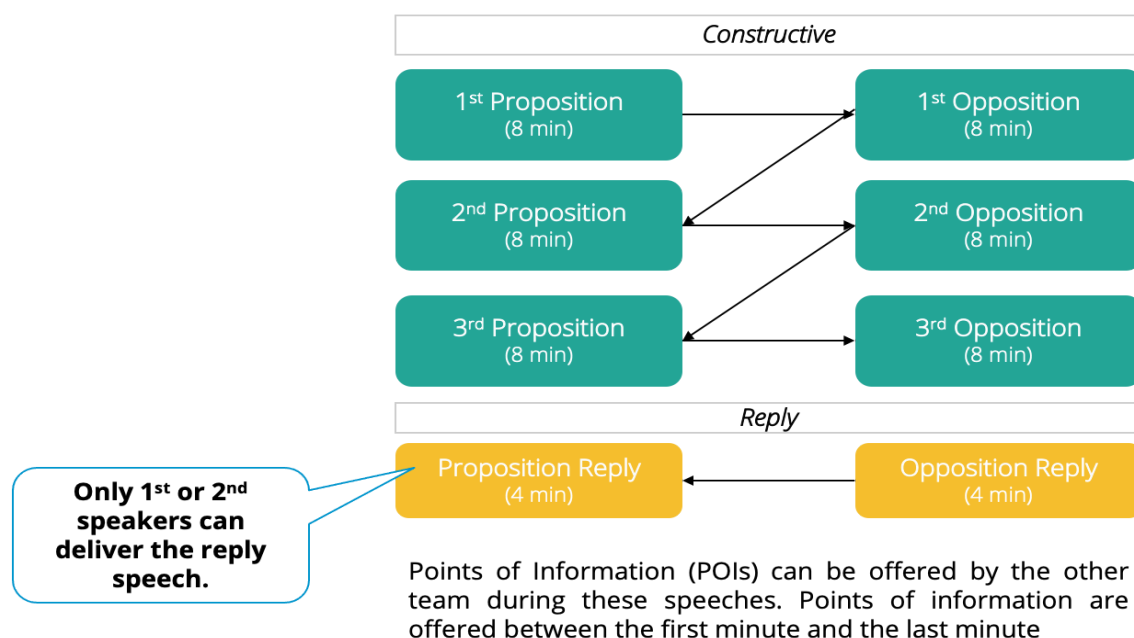 Constructive
1st Proposition
(8 min)
1st Opposition
(8 min)
2nd Proposition
(8 min)
2nd Opposition
(8 min)
3rd Proposition
(8 min)
3rd Opposition
(8 min)
Reply
Proposition Reply
(4 min)
Opposition Reply
(4 min)
Only 1st or 2nd
speakers can
deliver the reply
speech.
Points of Information (POIs) can be offered by the other
team during these speeches. Points of information are
offered between the first minute and the last minute